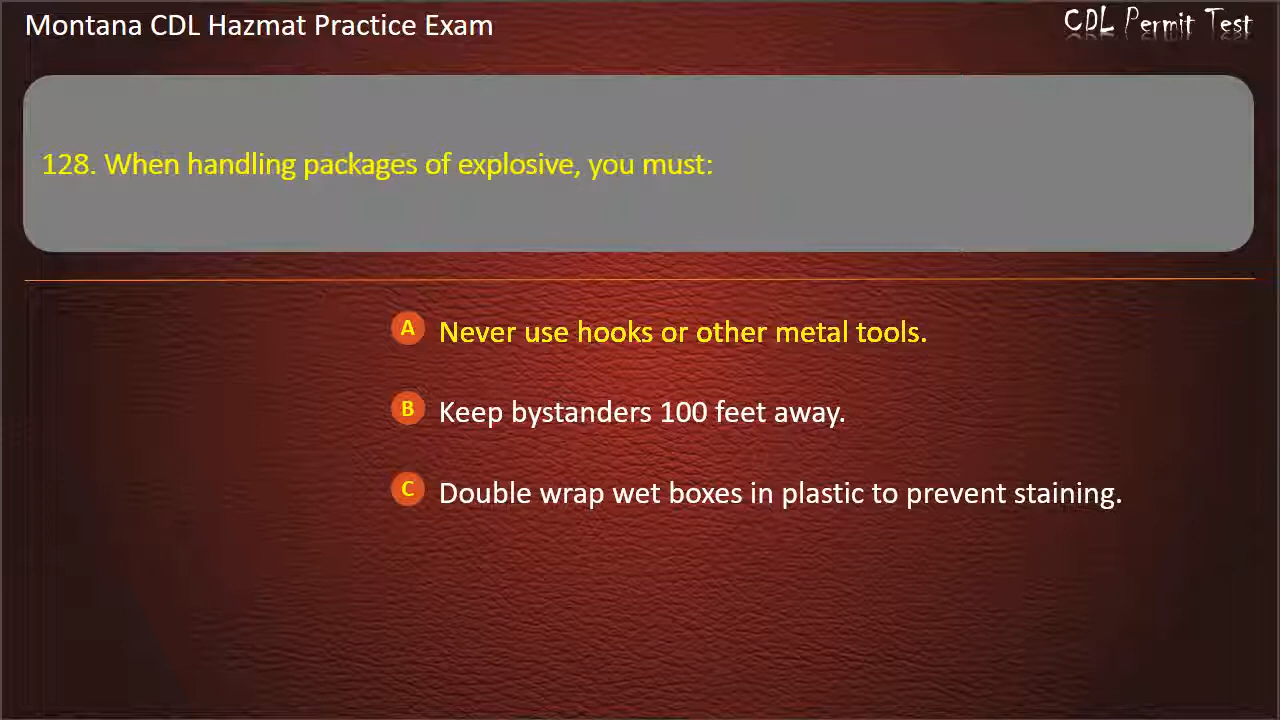 Montana CDL Hazmat Practice Exam
CDL Permit Test
128. When handling packages of explosive, you must:
A Never use hooks or other metal tools.
B Keep bystanders 100 feet away.
C Double wrap wet boxes in plastic to prevent staining.